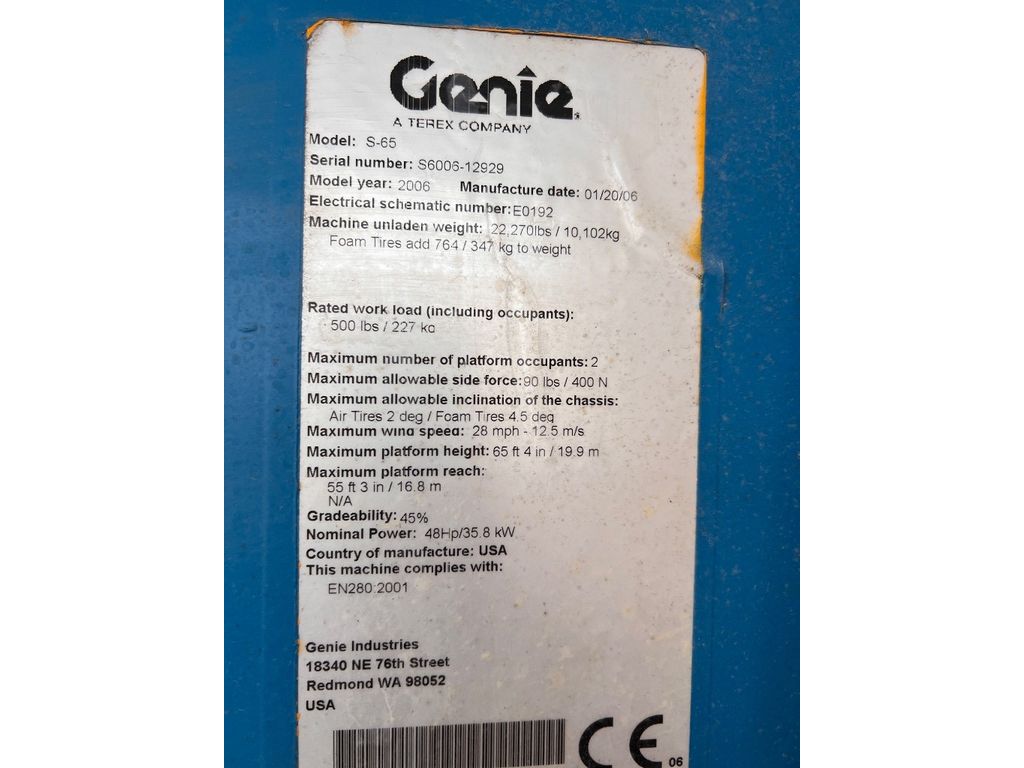 Genie
A TEREX COMPANY
Model: S-65
Serial number: S6006-12929
Model year: 2006 Manufacture date: 01/20/06
Electrical schematic number: E0192
Machine unladen weight: 22,270lbs / 10,102kg
Foam Tires add 764 / 347 kg to weight
Rated work load (including occupants):
500 lbs / 227 kg
Maximum number of platform occupants: 2
Maximum allowable side force: 90 lbs / 400 N
Maximum allowable inclination of the chassis:
Air Tires 2 deg / Foam Tires 4.5 deg
Maximum wind speed: 28 mph - 12.5 m/s
Maximum platform height: 65 ft 4 in / 19.9 m
Maximum platform reach:
55 ft 3 in / 16.8 m
N/A
Gradeability: 45%
Nominal Power: 48Hp/35.8 kW
Country of manufacture: USA
This machine complies with:
EN280:2001
Genie Industries
18340 NE 76th Street
Redmond WA 98052
USA
CE 06